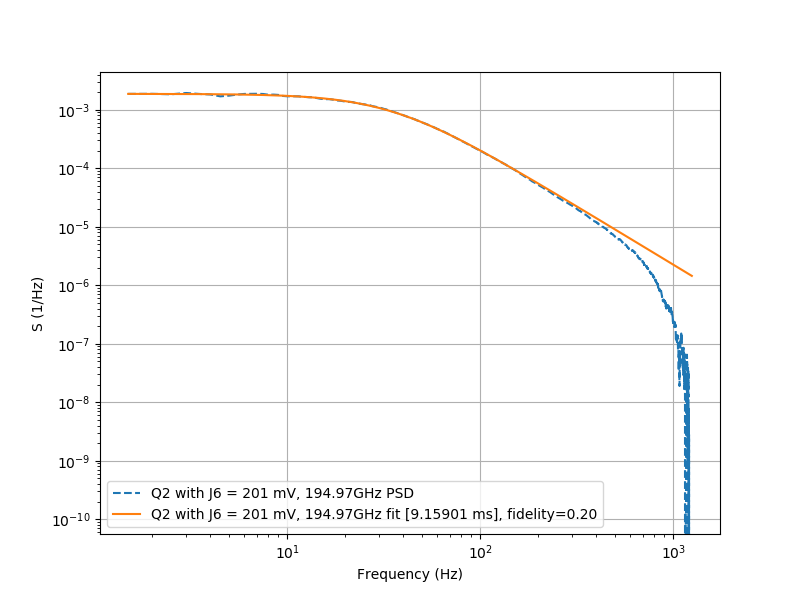 10⁻³
10⁻⁴
10⁻⁵
10⁻⁶
10⁻⁷
10⁻⁸
10⁻⁹
10⁻¹⁰
S (1/Hz)
Q2 with J6 = 201 mV, 194.97GHz PSD
Q2 with J6 = 201 mV, 194.97GHz fit [9.15901 ms], fidelity=0.20
10¹ 10² 10³
Frequency (Hz)